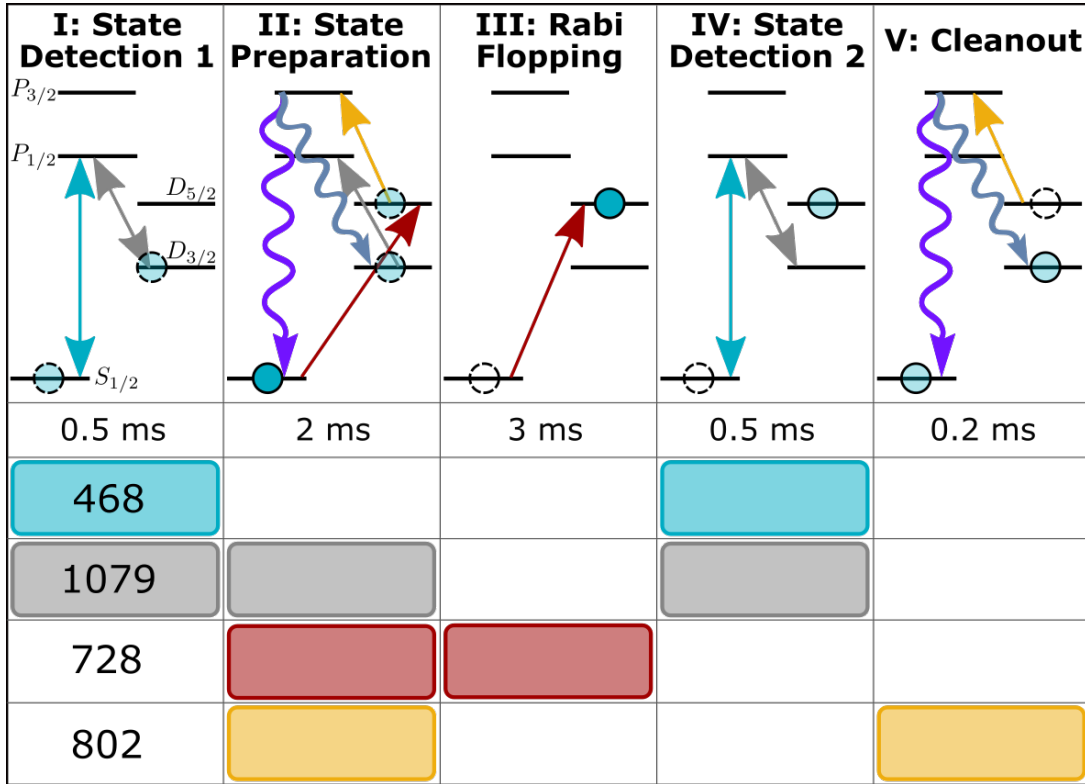 I: State
Detection 1
II: State
Preparation
III: Rabi
Flopping
IV: State
Detection 2
V: Cleanout
P3/2
P1/2
D5/2
D3/2
S1/2
0.5 ms
2 ms
3 ms
0.5 ms
0.2 ms
468
1079
728
802